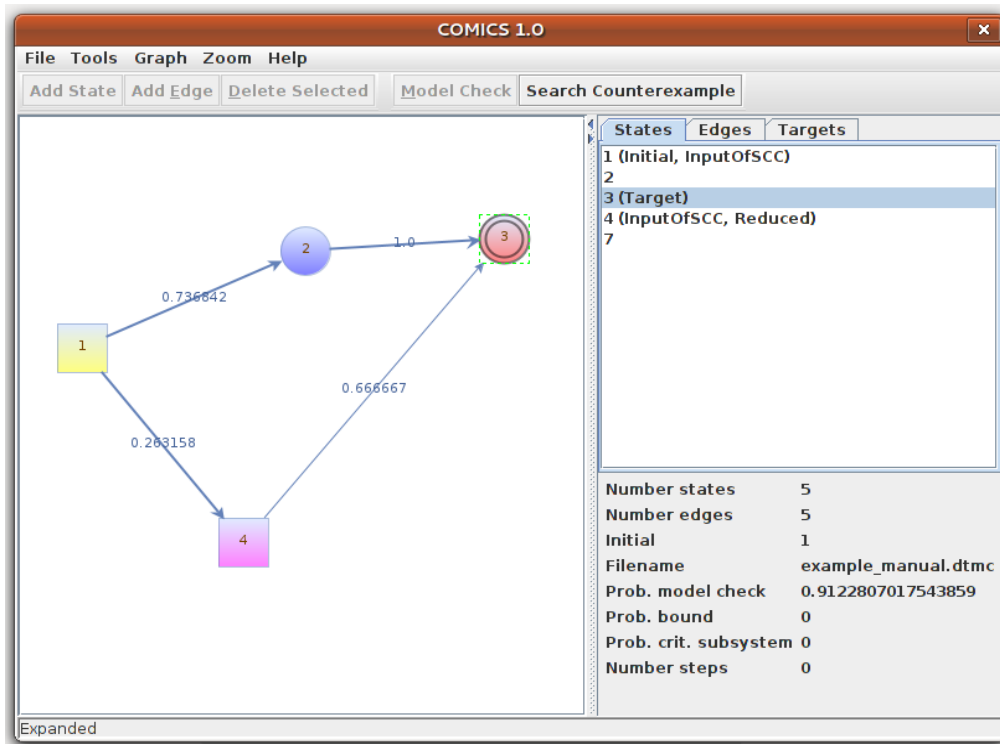 COMICS 1.0
File Tools Graph Zoom Help
Add State Add Edge Delete Selected Model Check Search Counterexample
States Edges Targets
1 (Initial, InputOfSCC)
2
3 (Target)
4 (InputOfSCC, Reduced)
7
3
2
1.0
0.736842
1
0.666667
0.263158
4
Number states 5
Number edges 5
Initial 1
Filename example_manual.dtmc
Prob. model check 0.9122807017543859
Prob. bound 0
Prob. crit. subsystem 0
Number steps 0
Expanded